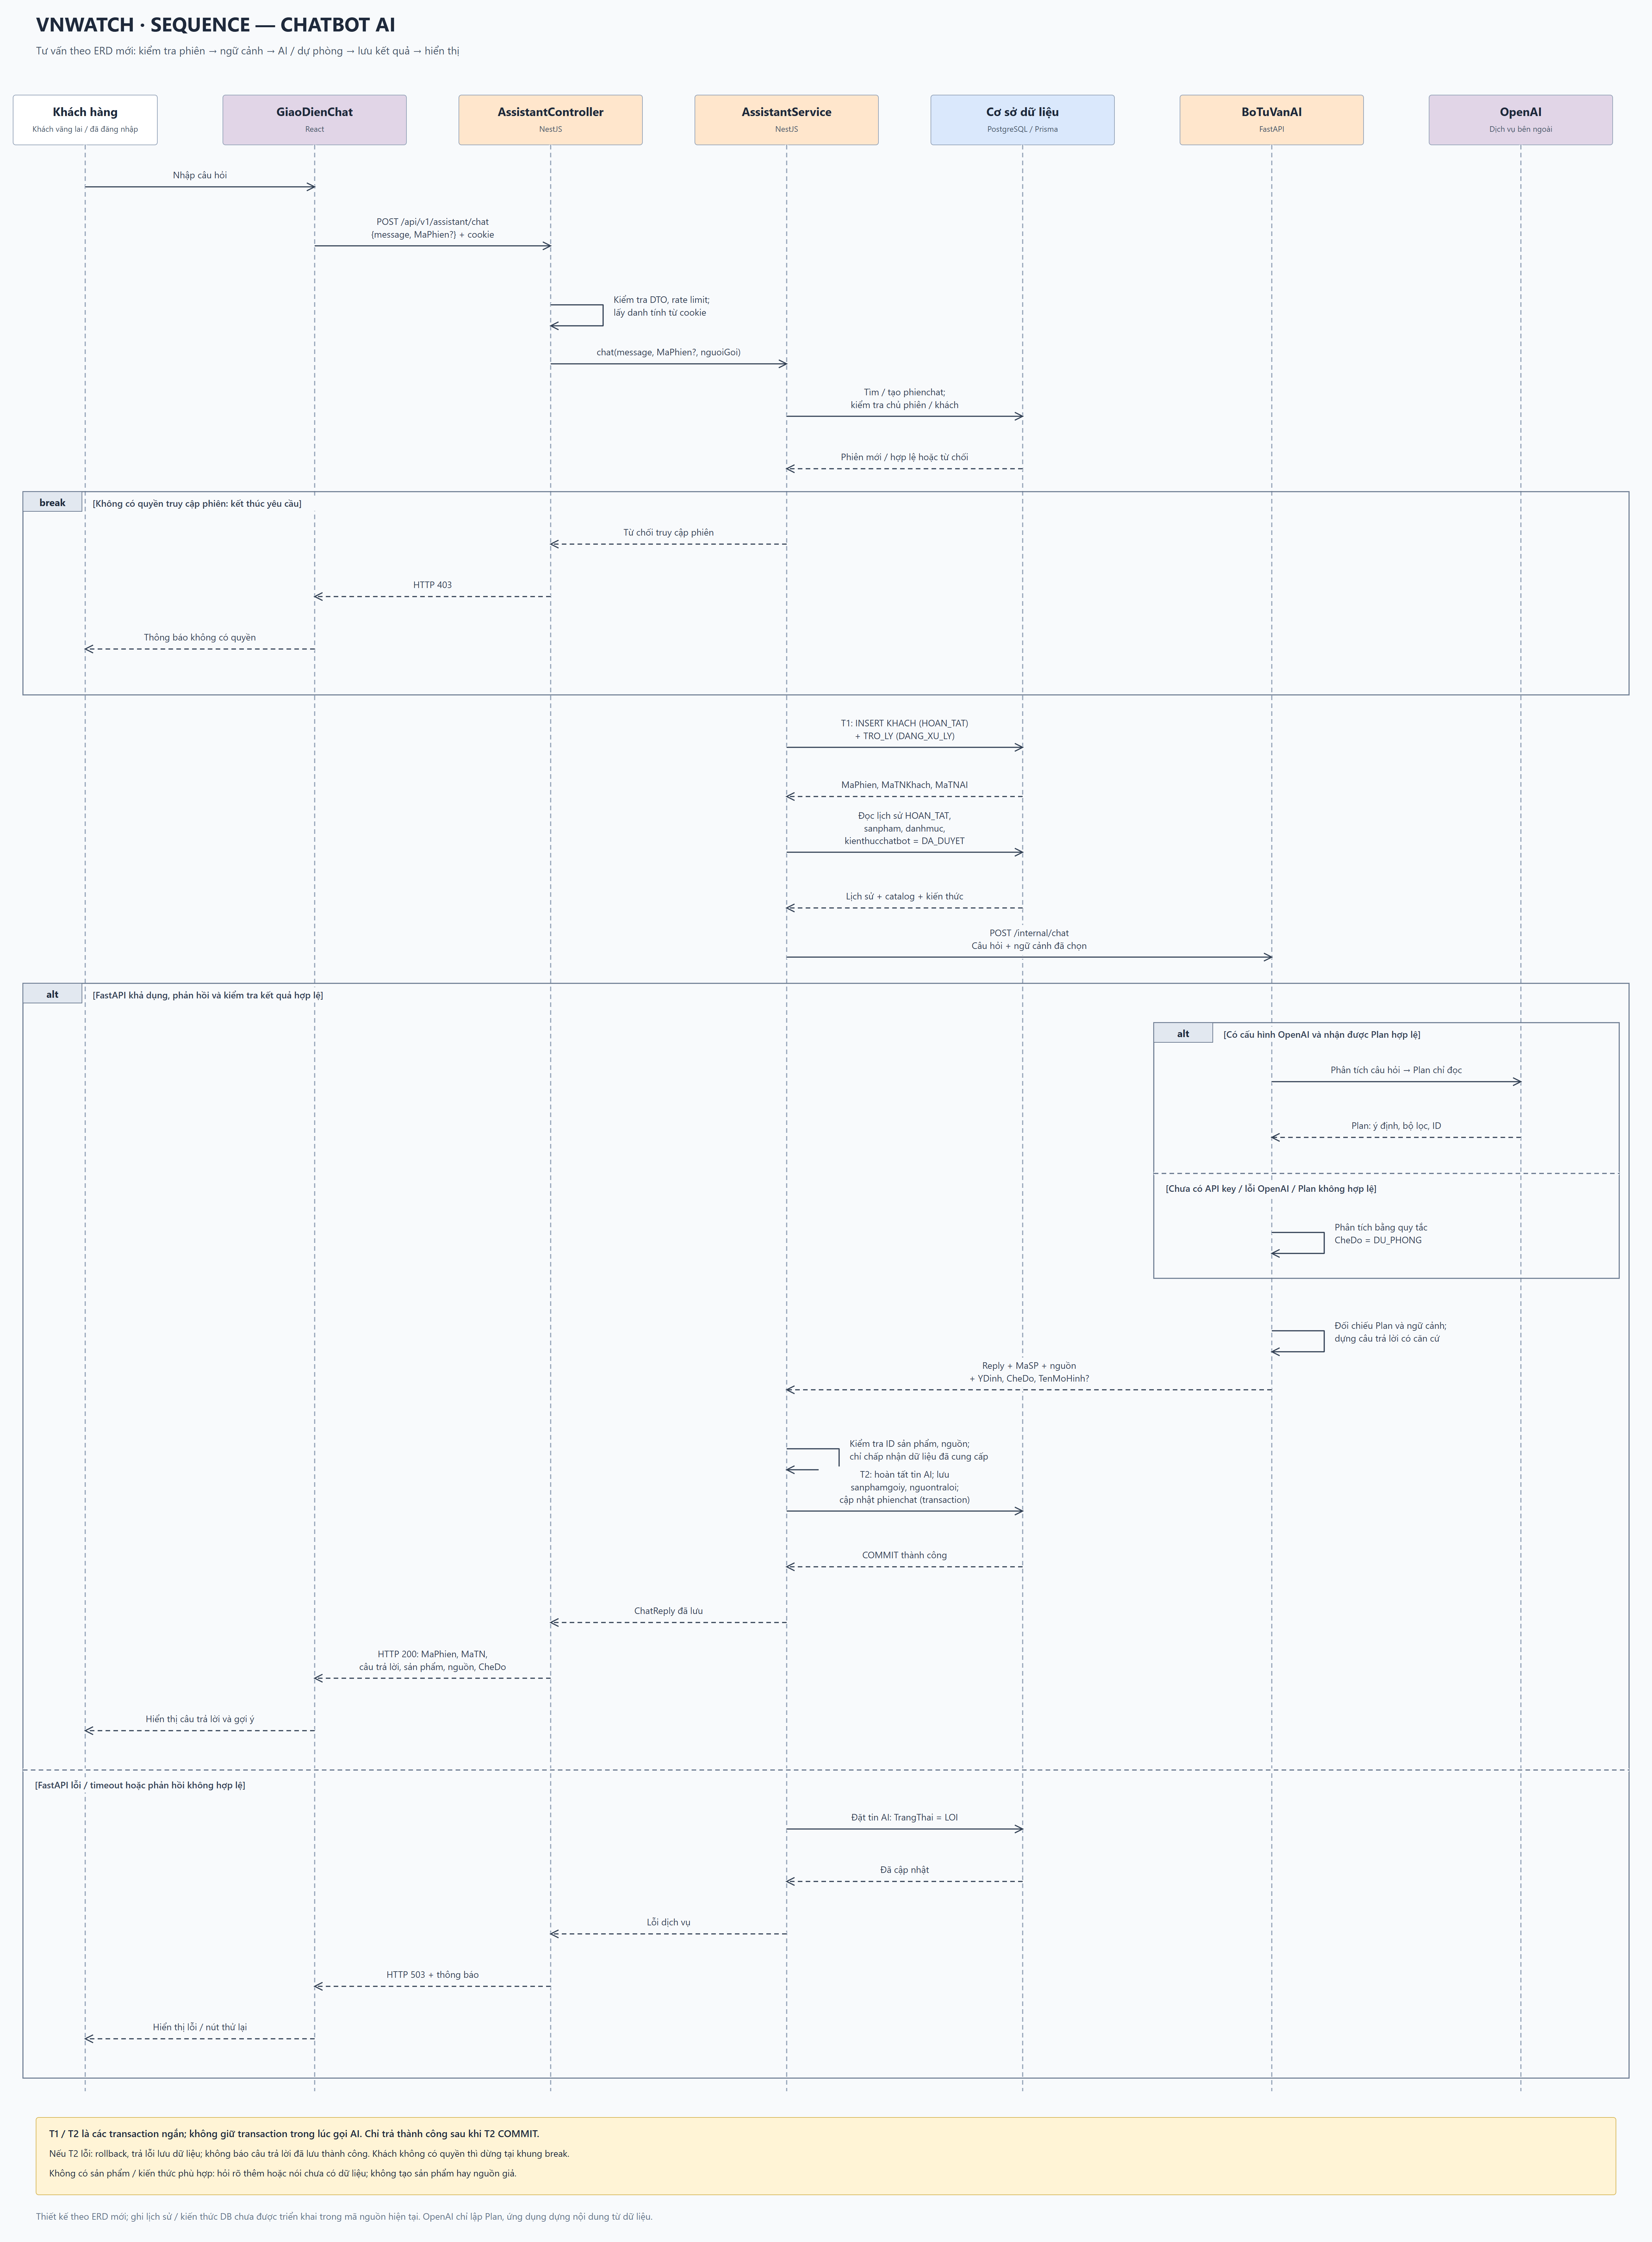 VNWATCH · SEQUENCE — CHATBOT AI
Tư vấn theo ERD mới: kiểm tra phiên → ngữ cảnh → AI / dự phòng → lưu kết quả → hiển thị
Khách hàng
Khách vãng lai / đã đăng nhập
GiaoDienChat
React
AssistantController
NestJS
AssistantService
NestJS
Cơ sở dữ liệu
PostgreSQL / Prisma
BoTuVanAI
FastAPI
OpenAI
Dịch vụ bên ngoài
Nhập câu hỏi
POST /api/v1/assistant/chat
(message, MaPhien?) + cookie
Kiểm tra DTO, rate limit;
lấy danh tính từ cookie
chat(message, MaPhien?, nguoiGoi)
Tìm / tạo phienchat;
kiểm tra chủ phiên / khách
Phiên mới / hợp lệ hoặc từ chối
break
[Không có quyền truy cập phiên: kết thúc yêu cầu]
Từ chối truy cập phiên
HTTP 403
Thông báo không có quyền
T1: INSERT KHACH (HOAN_TAT)
+ TRO_LY (DANG_XU_LY)
MaPhien, MaTNKhach, MaTNAI
Đọc lịch sử HOAN_TAT,
sanpham, danhmuc,
kienthucchatbot = DA_DUYET
Lịch sử + catalog + kiến thức
POST /internal/chat
Câu hỏi + ngữ cảnh đã chọn
alt
[FastAPI khả dụng, phản hồi và kiểm tra kết quả hợp lệ]
alt
[Có cấu hình OpenAI và nhận được Plan hợp lệ]
Phân tích câu hỏi → Plan chỉ đọc
Plan: ý định, bộ lọc, ID
[Chưa có API key / lỗi OpenAI / Plan không hợp lệ]
Phân tích bằng quy tắc
CheDo = DU_PHONG
Đối chiếu Plan và ngữ cảnh;
dựng câu trả lời có căn cứ
Reply + MaSP + nguồn
+ YDinh, CheDo, TenMoHinh?
Kiểm tra ID sản phẩm, nguồn;
chỉ chấp nhận dữ liệu đã cung cấp
T2: hoàn tất tin AI; lưu
sanphamgoiy, nguontraloi;
cập nhật phienchat (transaction)
COMMIT thành công
ChatReply đã lưu
HTTP 200: MaPhien, MaTN,
câu trả lời, sản phẩm, nguồn, CheDo
Hiển thị câu trả lời và gợi ý
[FastAPI lỗi / timeout hoặc phản hồi không hợp lệ]
Đặt tin AI: TrangThai = LOI
Đã cập nhật
Lỗi dịch vụ
HTTP 503 + thông báo
Hiển thị lỗi / nút thử lại
T1 / T2 là các transaction ngắn; không giữ transaction trong lúc gọi AI. Chỉ trả thành công sau khi T2 COMMIT.
Nếu T2 lỗi: rollback, trả lỗi lưu dữ liệu; không báo câu trả lời đã lưu thành công. Khách không có quyền thì dừng tại khung break.
Không có sản phẩm / kiến thức phù hợp: hỏi rõ thêm hoặc nói chưa có dữ liệu; không tạo sản phẩm hay nguồn giả.
Thiết kế theo ERD mới; ghi lịch sử / kiến thức DB chưa được triển khai trong mã nguồn hiện tại. OpenAI chỉ lập Plan, ứng dụng dựng nội dung từ dữ liệu.